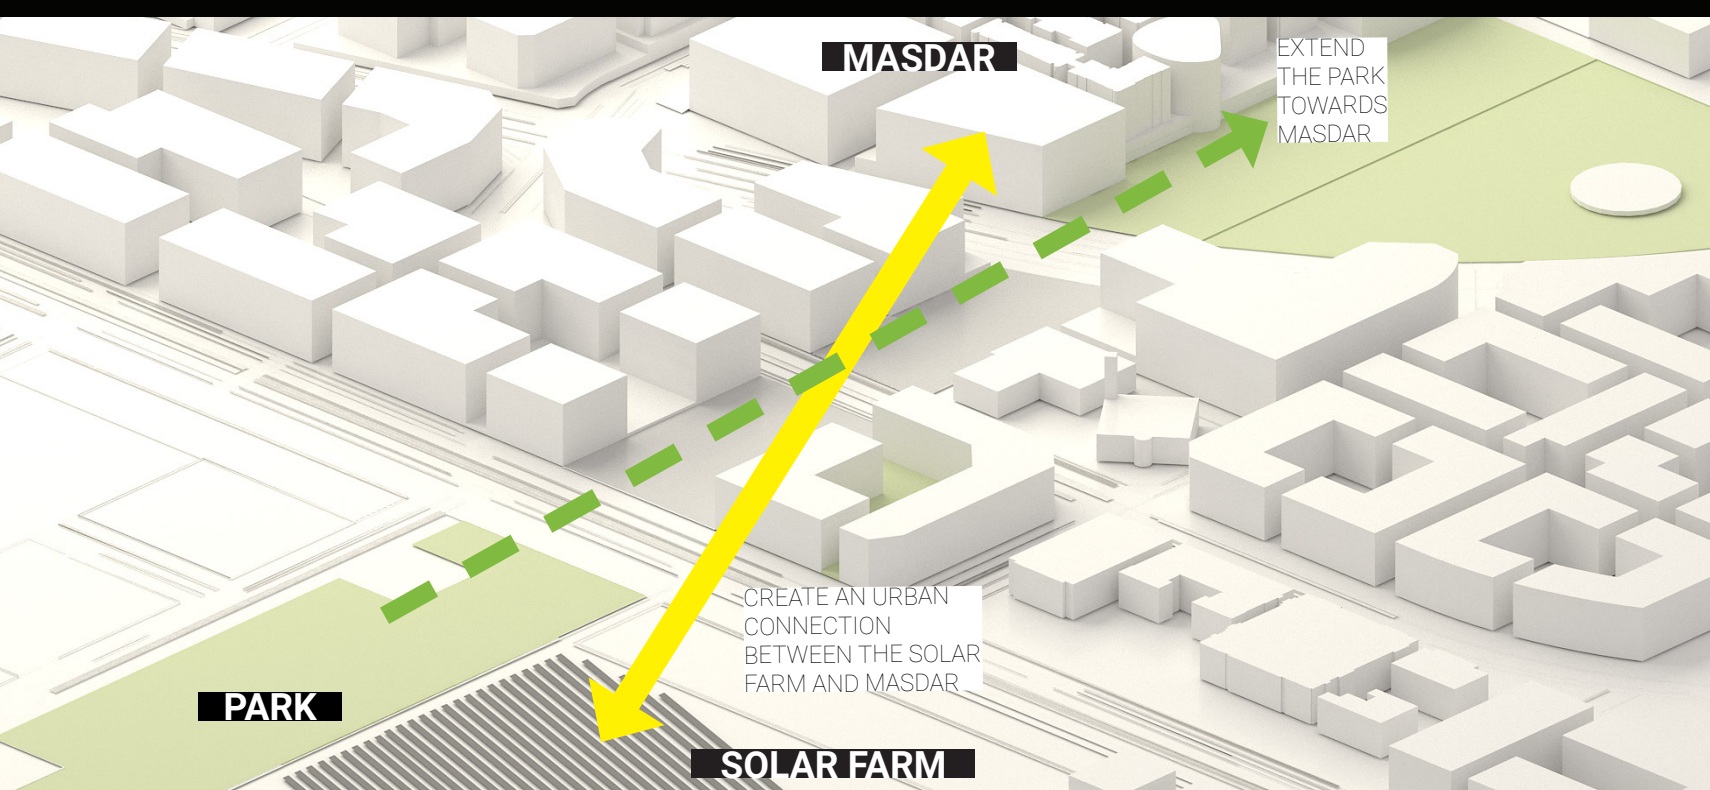 MASDAR
EXTEND
THE PARK
TOWARDS
MASDAR
CREATE AN URBAN
CONNECTION
BETWEEN THE SOLAR
FARM AND MASDAR
PARK
SOLAR FARM